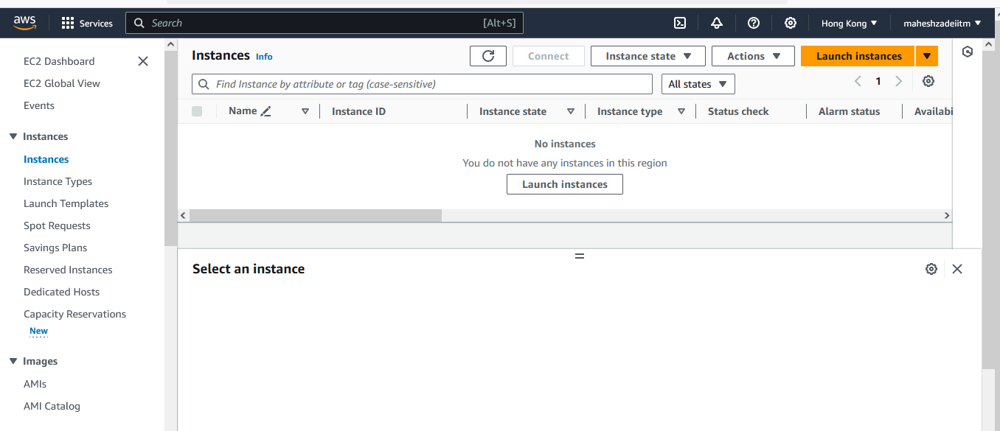 aws
Services
Search [Alt+S]
Hong Kong
maheshzadeiitm
EC2 Dashboard
EC2 Global View
Events
Instances
Instances
Instance Types
Launch Templates
Spot Requests
Savings Plans
Reserved Instances
Dedicated Hosts
Capacity Reservations
New
Images
AMIs
AMI Catalog
Instances Info
Connect
Instance state
Actions
Launch instances
Find Instance by attribute or tag (case-sensitive)
All states
1
Name Instance ID Instance state Instance type Status check Alarm status Availabi
No instances
You do not have any instances in this region
Launch instances
Select an instance